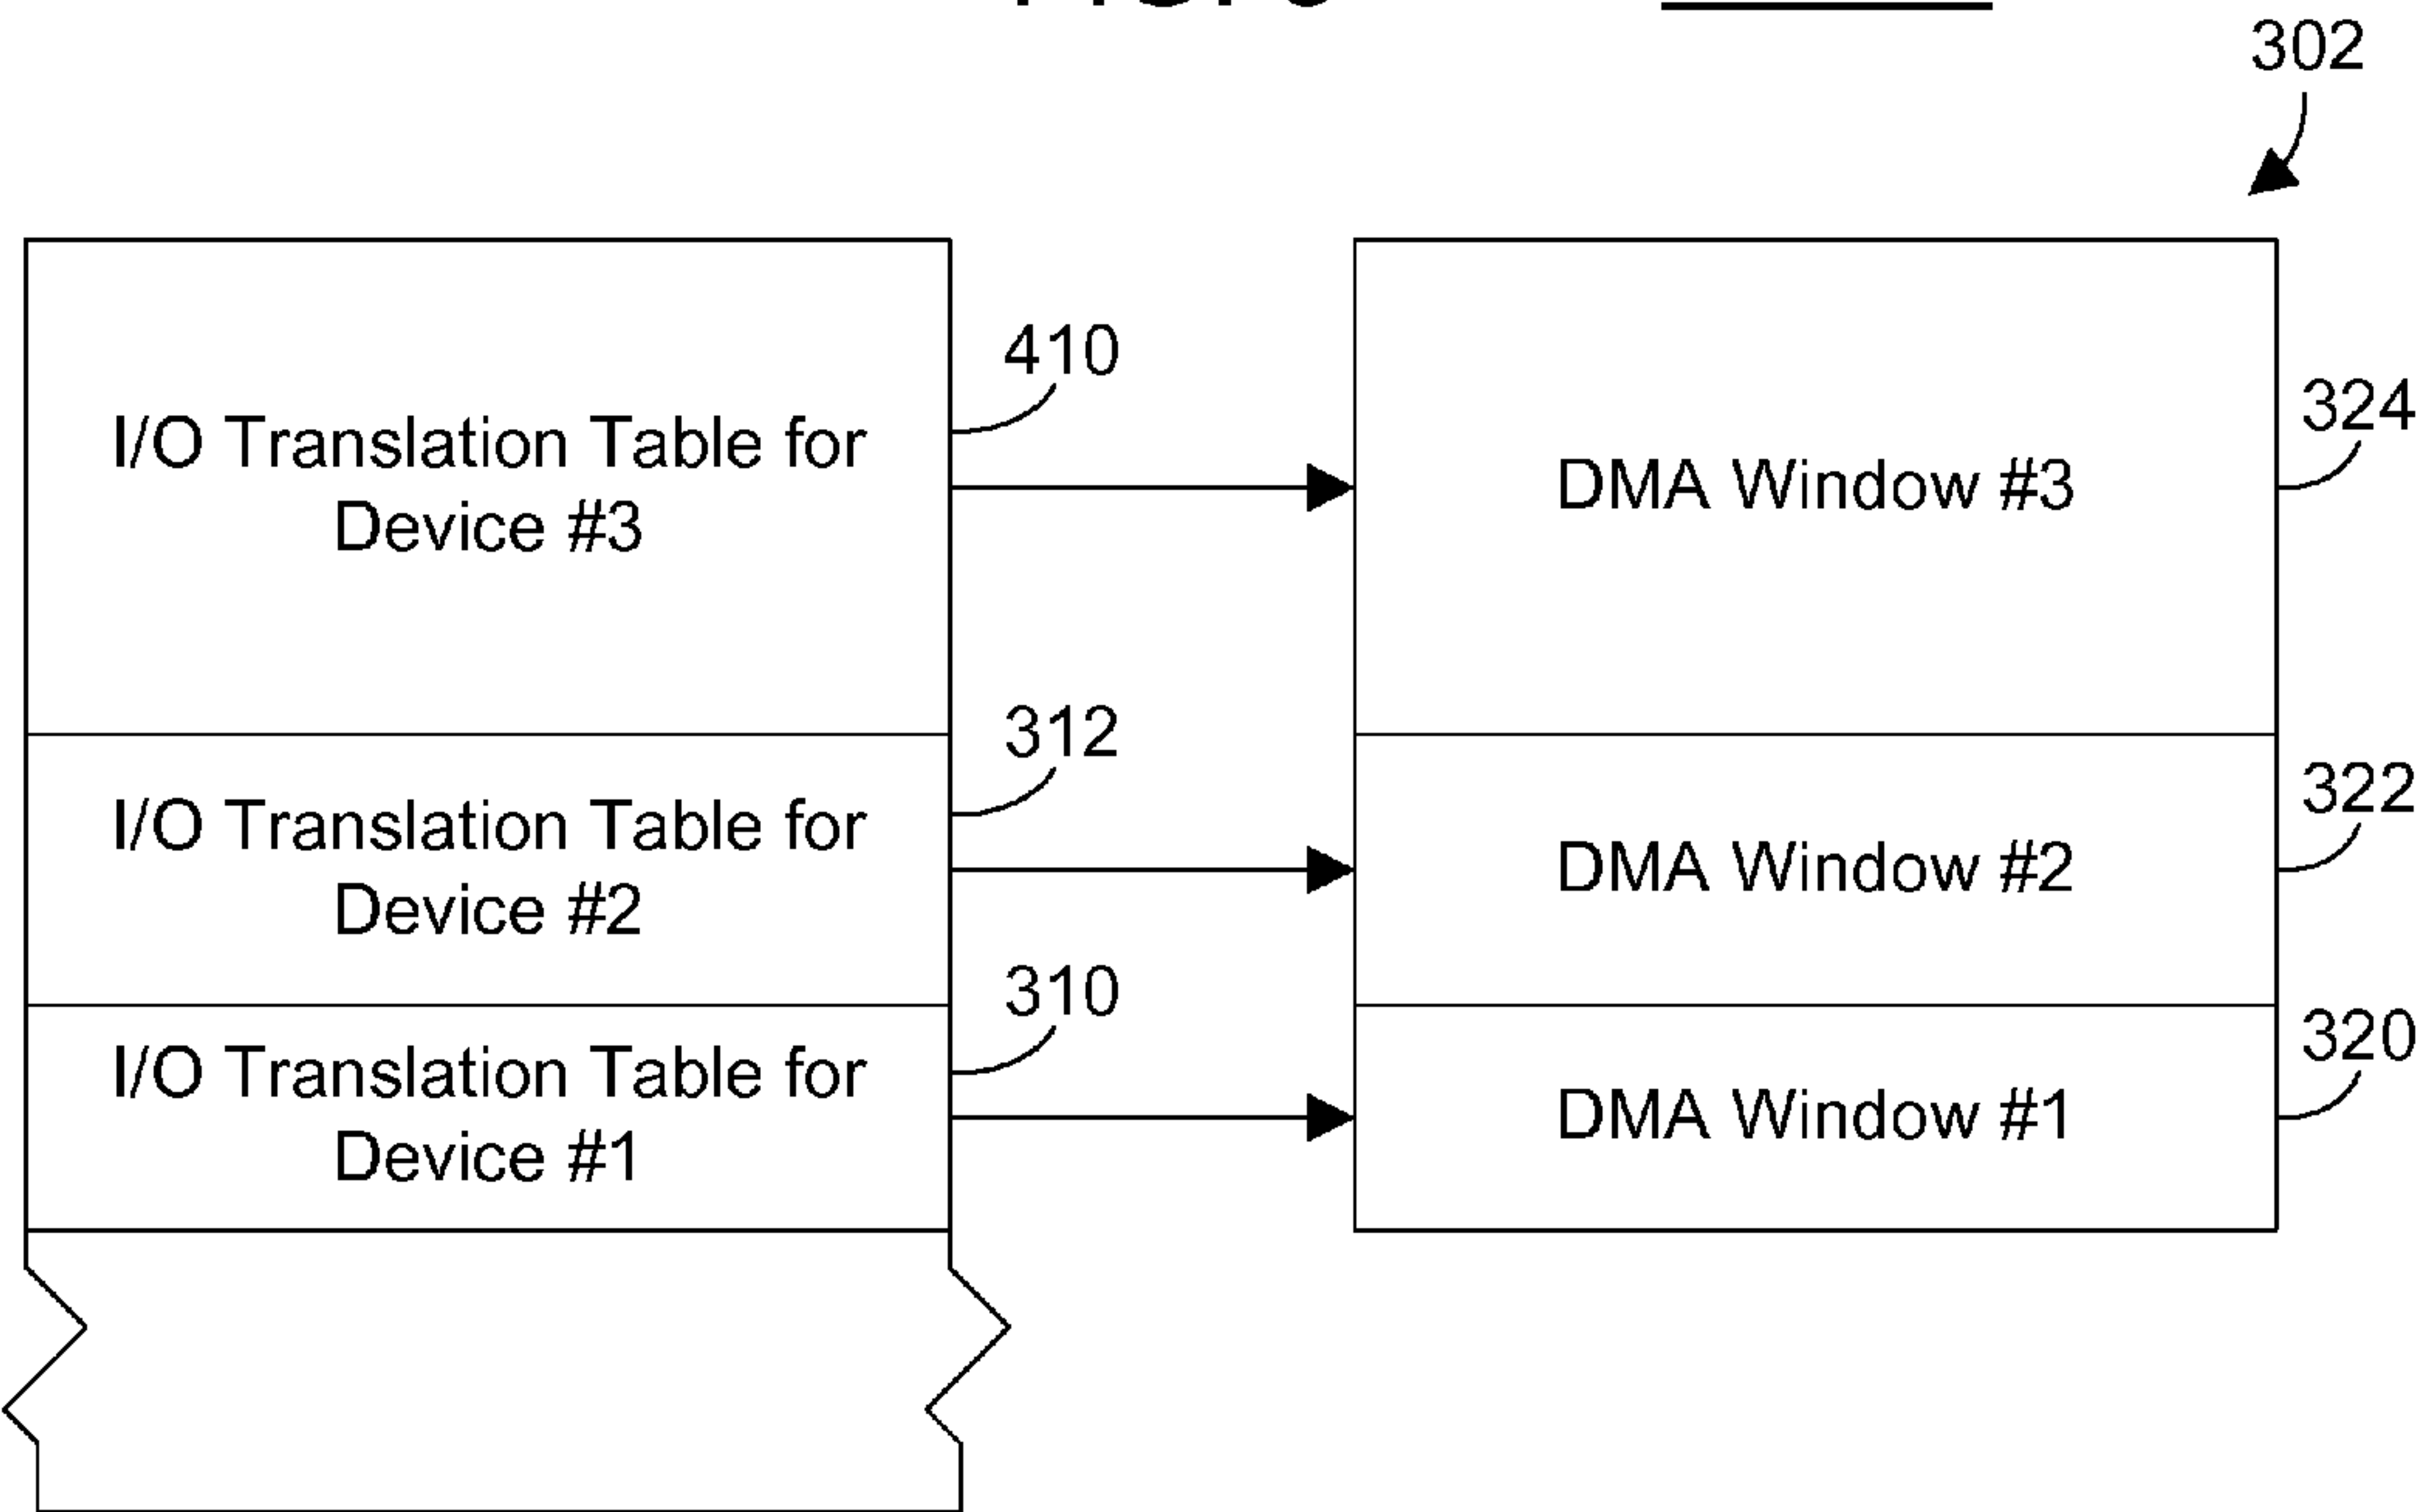 302
I/O Translation Table for
Device #3
410
DMA Window #3
324
I/O Translation Table for
Device #2
312
DMA Window #2
322
I/O Translation Table for
Device #1
310
DMA Window #1
320